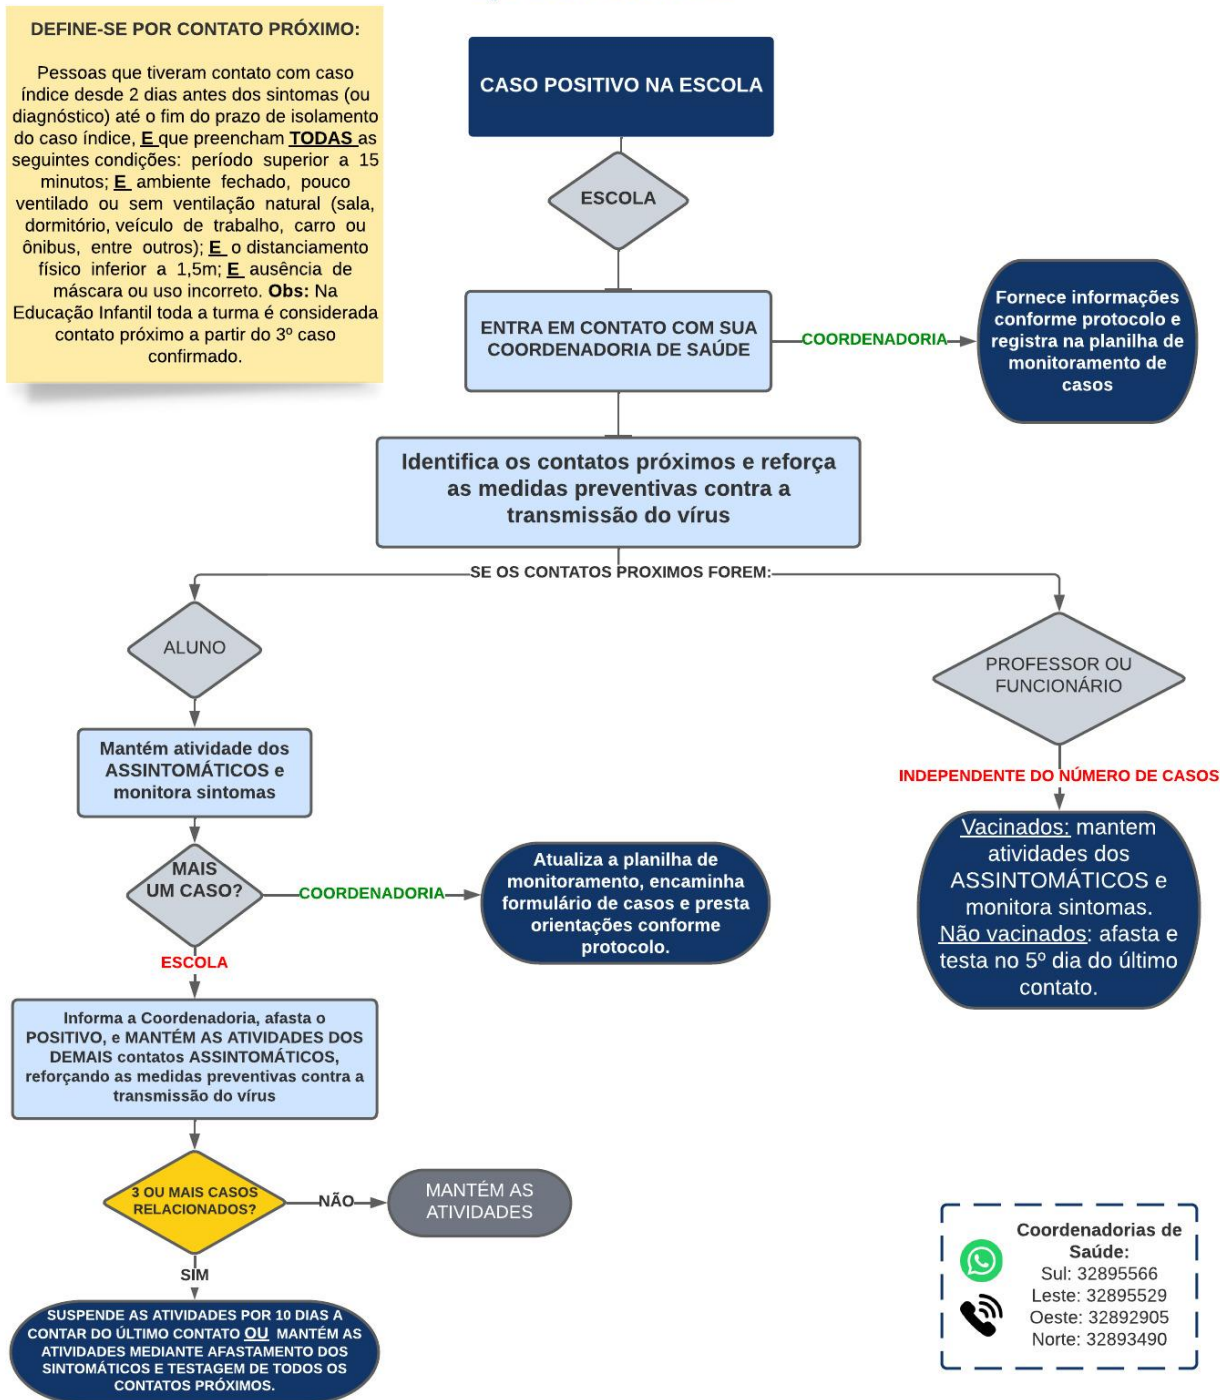 DEFINE-SE POR CONTATO PRÓXIMO:
Pessoas que tiveram contato com caso
índice desde 2 dias antes dos sintomas (ou
diagnóstico) até o fim do prazo de isolamento
do caso índice, E que preencham TODAS as
seguintes condições: período superior a 15
minutos; E ambiente fechado, pouco
ventilado ou sem ventilação natural (sala,
dormitório, veículo de trabalho, carro ou
ônibus, entre outros); E o distanciamento
físico inferior a 1,5m; E ausência de
máscara ou uso incorreto. Obs: Na
Educação Infantil toda a turma é considerada
contato próximo a partir do 3º caso
confirmado.
CASO POSITIVO NA ESCOLA
ESCOLA
ENTRA EM CONTATO COM SUA
COORDENADORIA DE SAÚDE
COORDENADORIA
Fornece informações
conforme protocolo e
registra na planilha de
monitoramento de
casos
Identifica os contatos próximos e reforça
as medidas preventivas contra a
transmissão do vírus
SE OS CONTATOS PROXIMOS FOREM:
ALUNO
Mantém atividade dos
ASSINTOMÁTICOS e
monitora sintomas
MAIS
UM CASO?
COORDENADORIA
Atualiza a planilha de
monitoramento, encaminha
formulário de casos e presta
orientações conforme
protocolo.
ESCOLA
Informa a Coordenadoria, afasta o
POSITIVO, e MANTÉM AS ATIVIDADES DOS
DEMAIS contatos ASSINTOMÁTICOS,
reforçando as medidas preventivas contra a
transmissão do vírus
3 OU MAIS CASOS
RELACIONADOS?
NÃO
MANTÉM AS
ATIVIDADES
SIM
SUSPENDE AS ATIVIDADES POR 10 DIAS A
CONTAR DO ÚLTIMO CONTATO OU MANTÉM AS
ATIVIDADES MEDIANTE AFASTAMENTO DOS
SINTOMÁTICOS E TESTAGEM DE TODOS OS
CONTATOS PRÓXIMOS.
PROFESSOR OU
FUNCIONÁRIO
INDEPENDENTE DO NÚMERO DE CASOS
Vacinados: mantem
atividades dos
ASSINTOMÁTICOS e
monitora sintomas.
Não vacinados: afasta e
testa no 5º dia do último
contato.
Coordenadorias de
Saúde:
Sul: 32895566
Leste: 32895529
Oeste: 32892905
Norte: 32893490